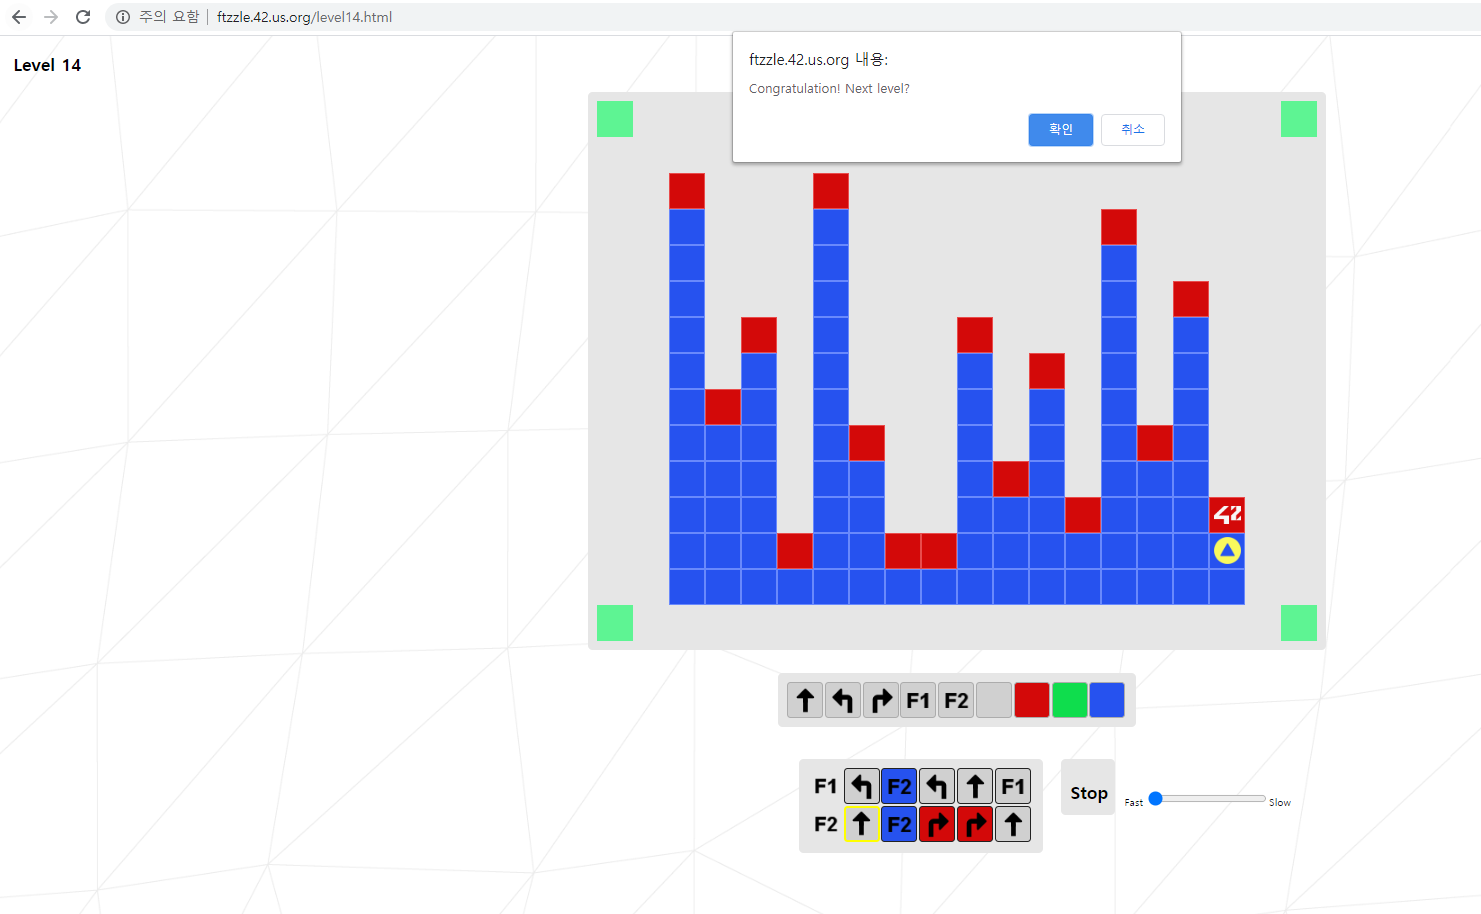 주의 요함 ftzzle.42.us.org/level14.html
Level 14
ftzzle.42.us.org 내용:
Congratulation! Next level?
확인 취소
42
F1 F2
F1 F2 F1
F2 F2
Stop
Fast Slow